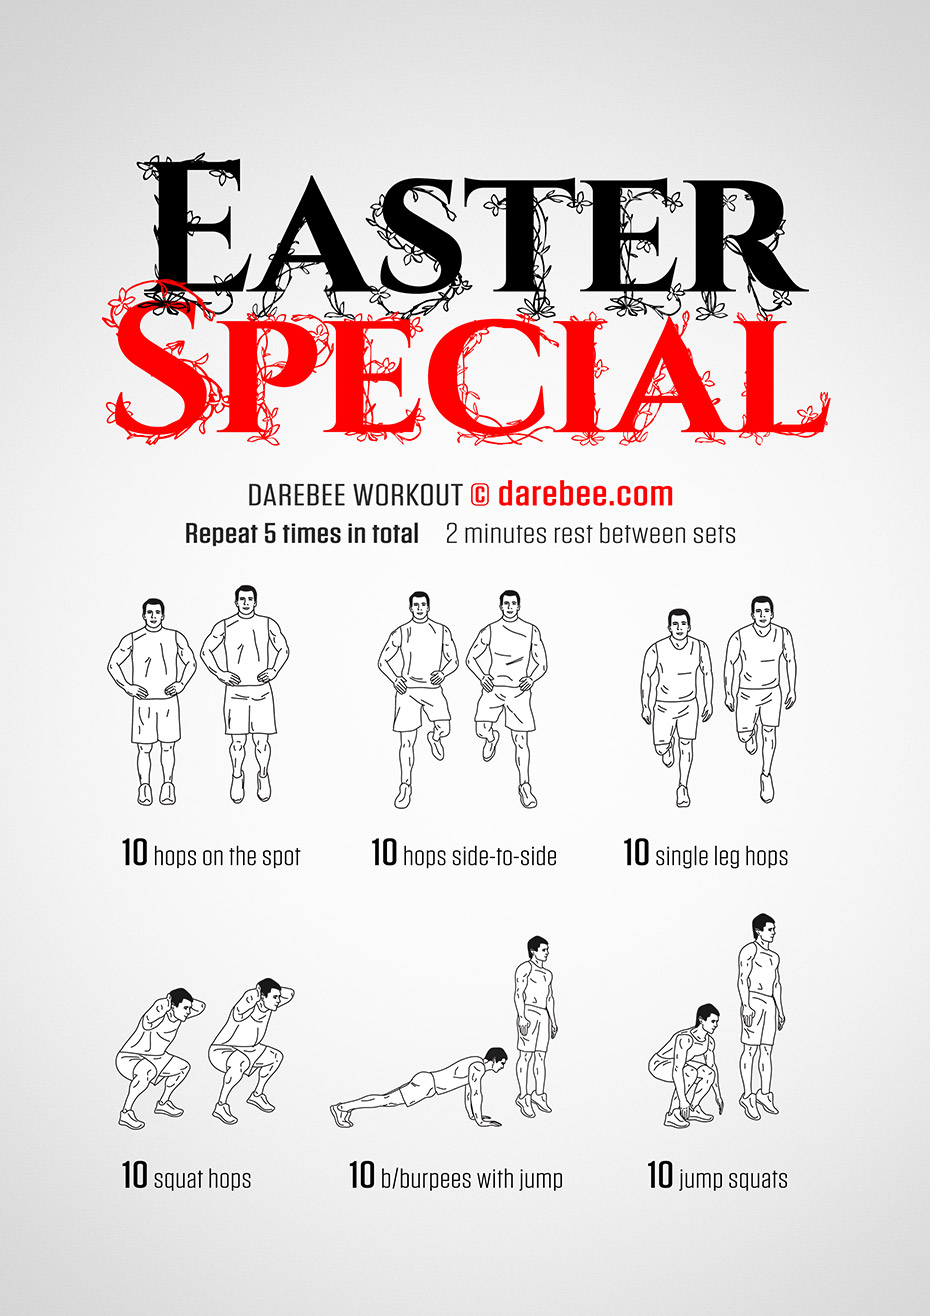 EASTER
SPECIAL
DAREBEE WORKOUT © darebee.com
Repeat 5 times in total 2 minutes rest between sets
10 hops on the spot
10 hops side-to-side
10 single leg hops
10 squat hops
10 b/burpees with jump
10 jump squats